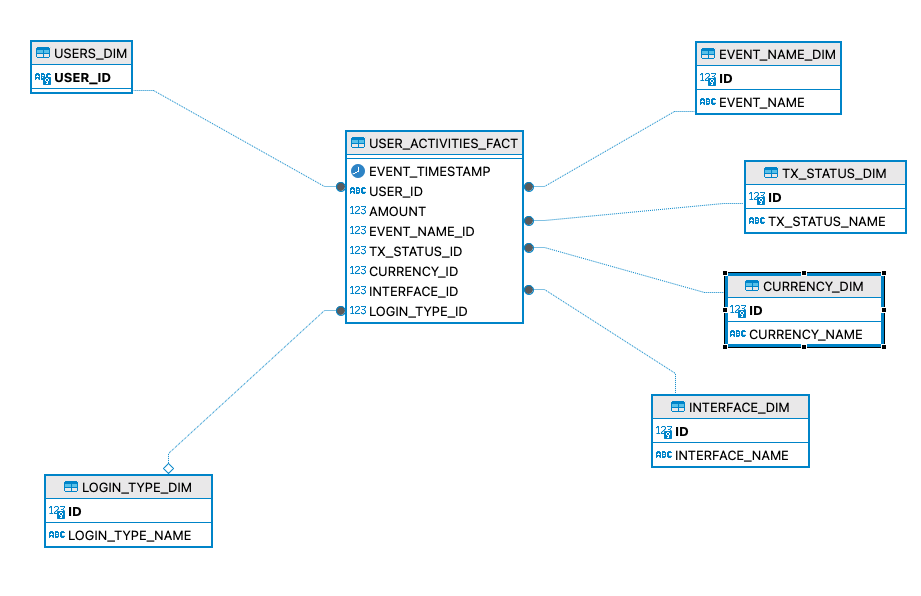 USERS_DIM
ABC USER_ID
USER_ACTIVITIES_FACT
EVENT_TIMESTAMP
ABC USER_ID
123 AMOUNT
123 EVENT_NAME_ID
123 TX_STATUS_ID
123 CURRENCY_ID
123 INTERFACE_ID
123 LOGIN_TYPE_ID
EVENT_NAME_DIM
123 ID
ABC EVENT_NAME
TX_STATUS_DIM
123 ID
ABC TX_STATUS_NAME
CURRENCY_DIM
123 ID
ABC CURRENCY_NAME
INTERFACE_DIM
123 ID
ABC INTERFACE_NAME
LOGIN_TYPE_DIM
123 ID
ABC LOGIN_TYPE_NAME